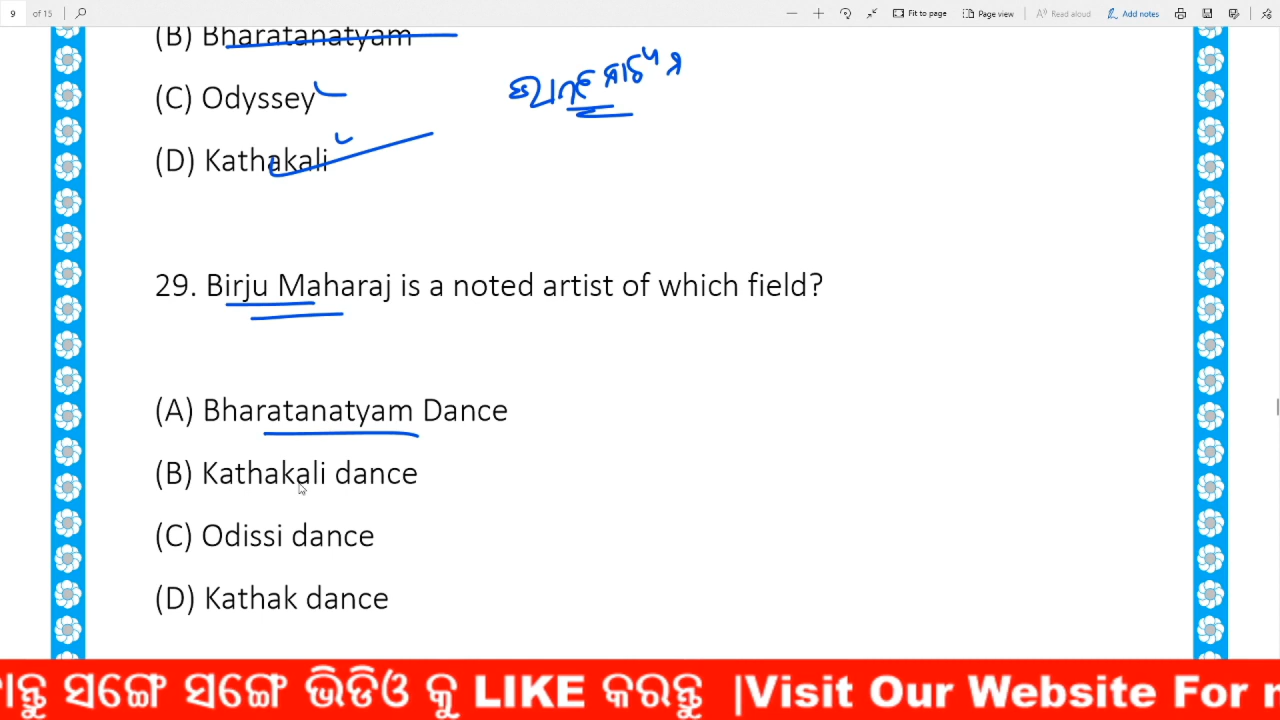 9 of 15 Fit to page Page view Read aloud Add notes
(B) Bharatanatyam
(C) Odyssey
(D) Kathakali
29. Birju Maharaj is a noted artist of which field?
(A) Bharatanatyam Dance
(B) Kathakali dance
(C) Odissi dance
(D) Kathak dance
ସଙ୍ଗେ ସଙ୍ଗେ ଭିଡିଓ କୁ LIKE କରନ୍ତୁ |Visit Our Website For